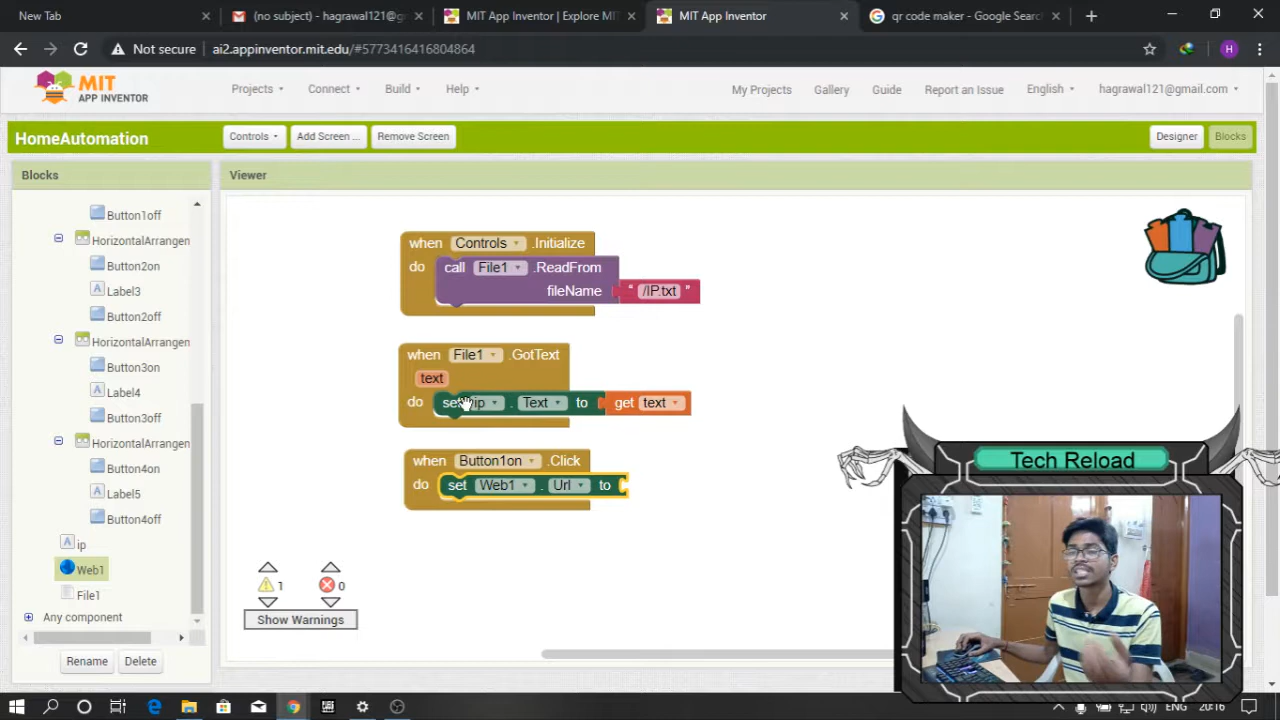 New Tab
(no subject) - hagrawal121@g
MIT App Inventor | Explore MIT
MIT App Inventor
qr code maker - Google Search
Not secure
ai2.appinventor.mit.edu/#5773416416804864
H
MIT
APP INVENTOR
Projects
Connect
Build
Help
My Projects
Gallery
Guide
Report an Issue
English
hagrawal121@gmail.com
HomeAutomation
Controls
Add Screen ...
Remove Screen
Designer
Blocks
Blocks
Viewer
Button1off
HorizontalArrangen
Button2on
Label3
Button2off
HorizontalArrangen
Button3on
Label4
Button3off
HorizontalArrangen
Button4on
Label5
Button4off
ip
Web1
File1
Any component
Rename
Delete
when Controls .Initialize
do call File1 .ReadFrom
fileName " /IP.txt "
when File1 .GotText
text
do set ip . Text to get text
when Button1on .Click
do set Web1 . Url to
1
0
Show Warnings
Tech Reload
ENG
20:16